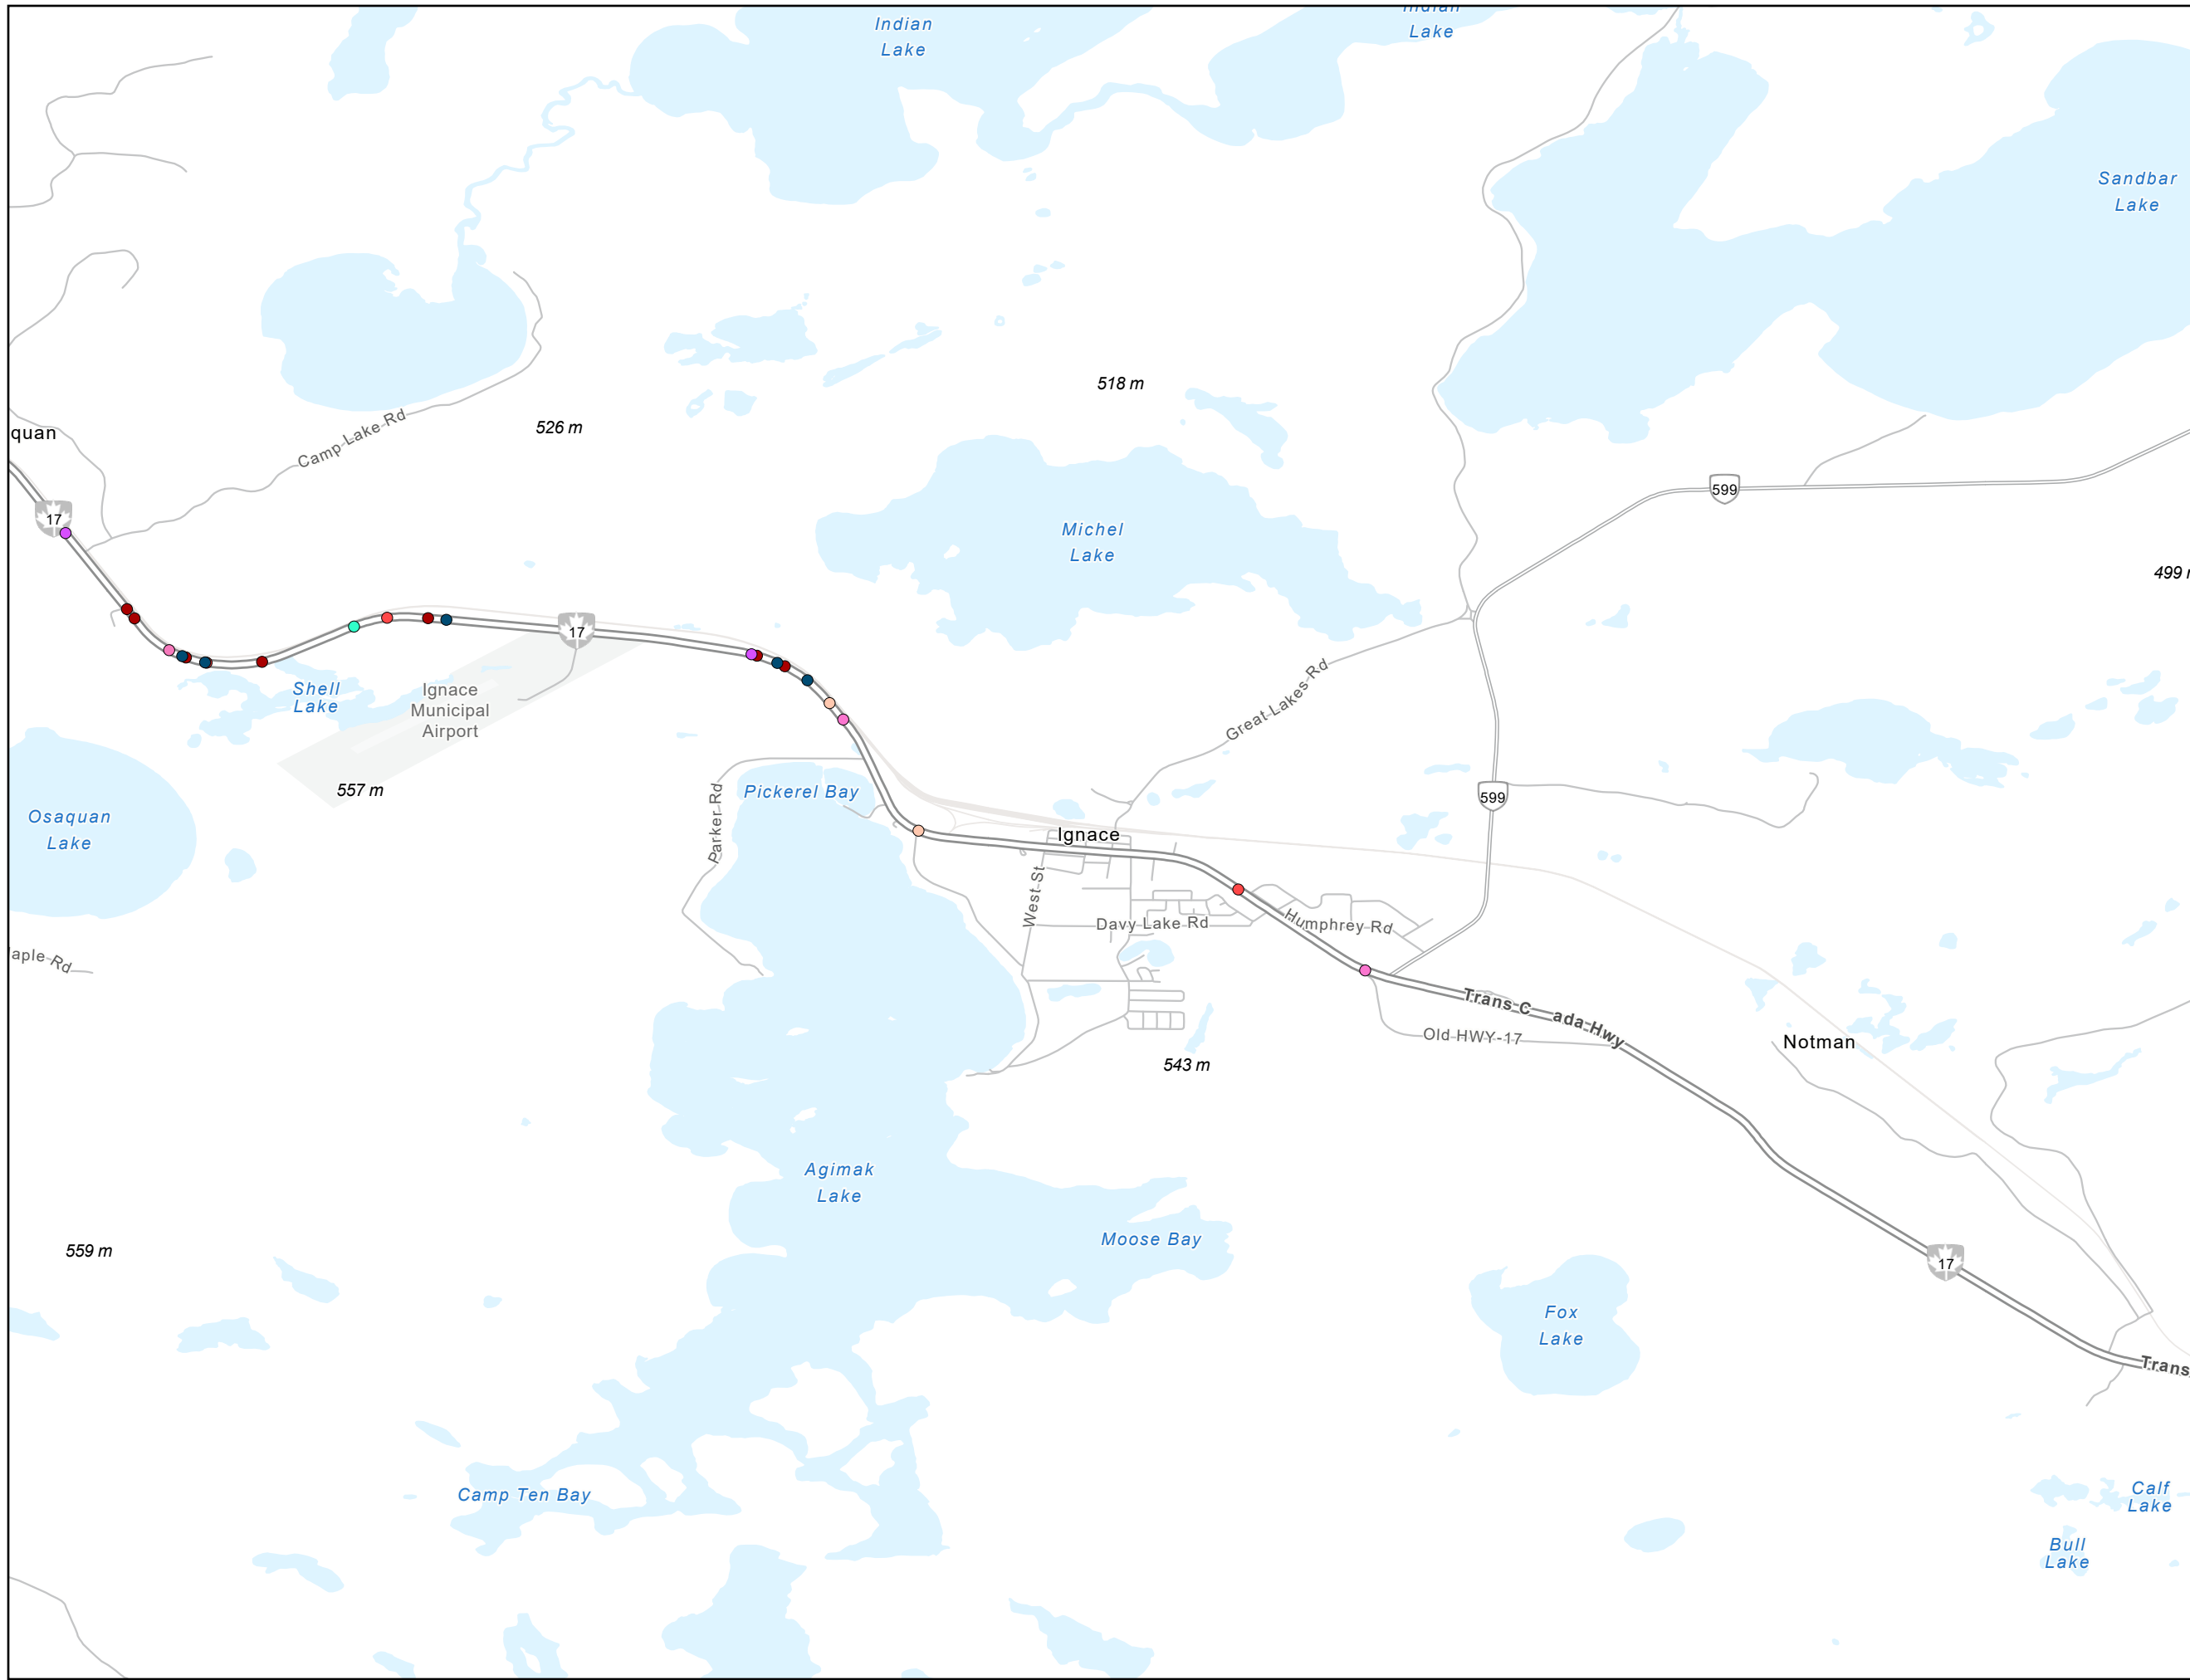 Indian
Lake
Indian
Lake
Sandbar
Lake
518 m
526 m
Camp Lake Rd
quan
17
599
Michel
Lake
499
17
Shell
Lake
Ignace
Municipal
Airport
557 m
Great Lakes Rd
Parker Rd
Pickerel Bay
599
Osaquan
Lake
Ignace
West St
Davy Lake Rd
Humphrey Rd
aple Rd
Trans C ada Hwy
Old HWY-17
Notman
543 m
Agimak
Lake
Moose Bay
559 m
17
Fox
Lake
Trans
Camp Ten Bay
Calf
Lake
Bull
Lake